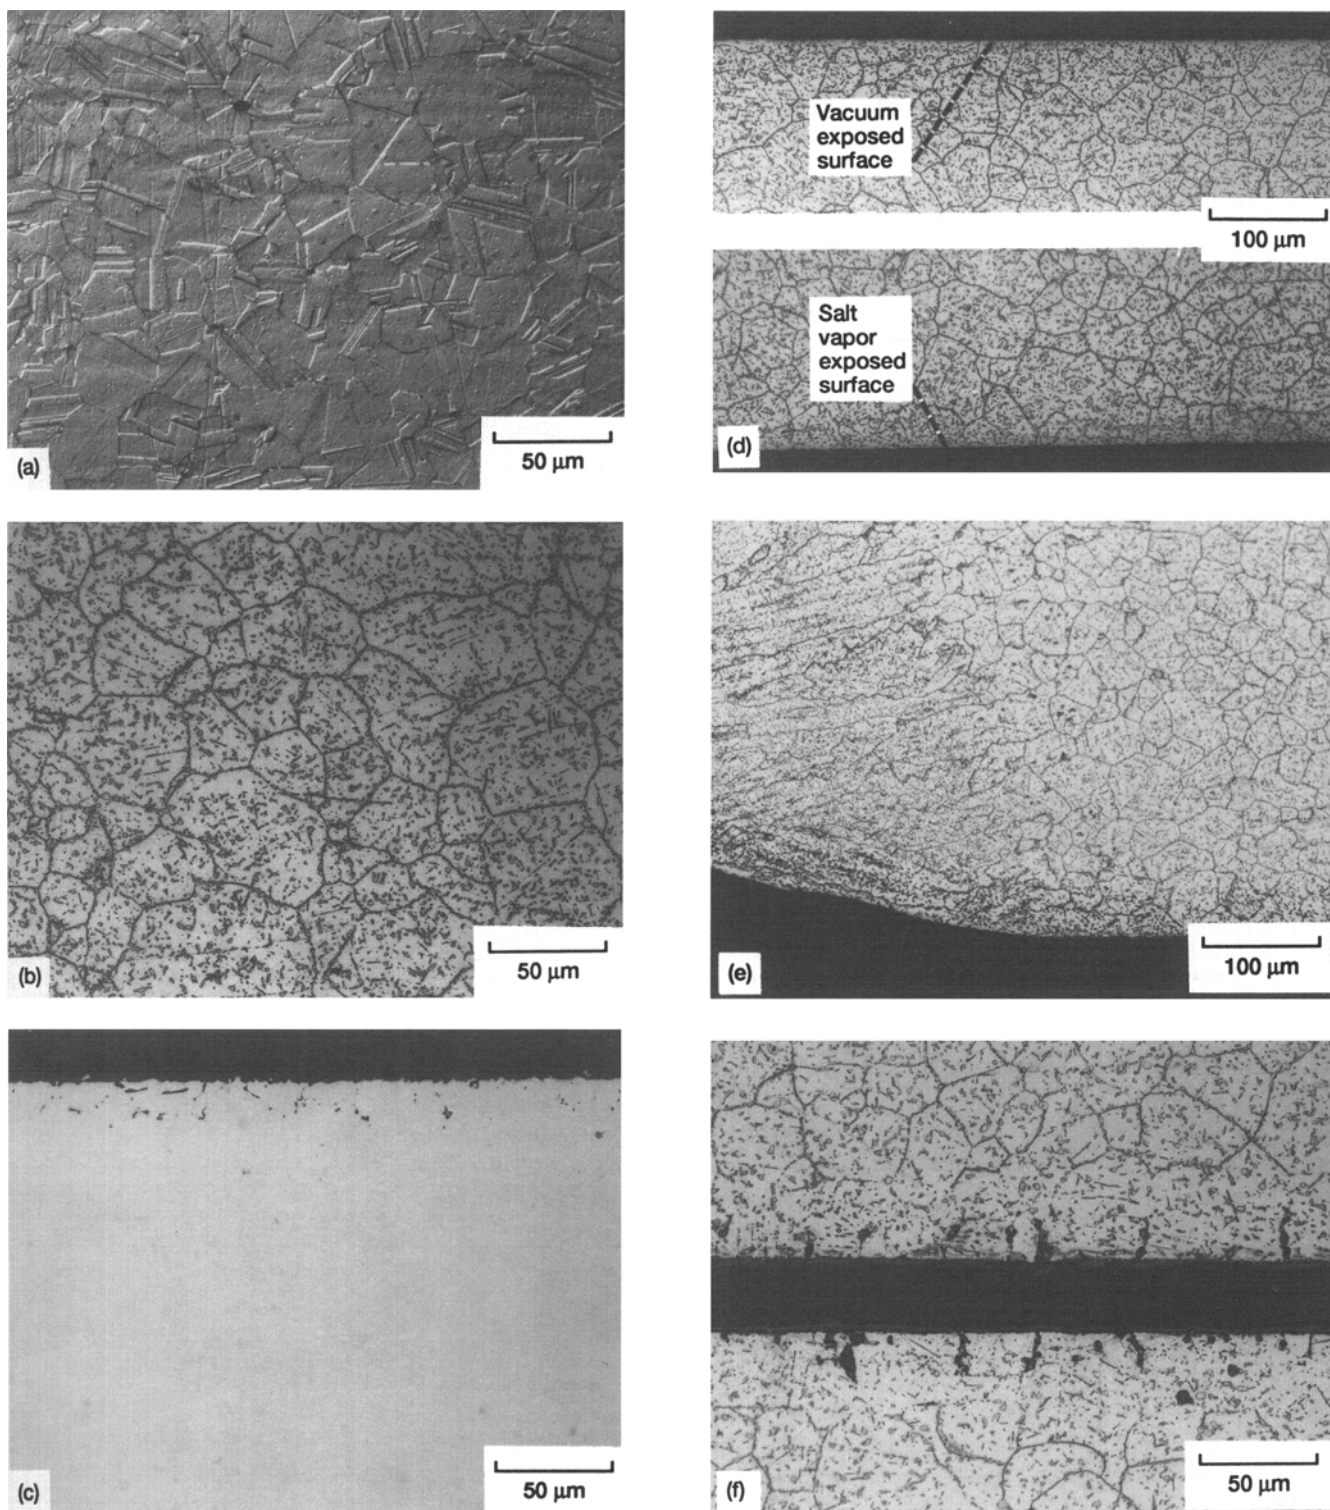 (a)
50 μm
Vacuum
exposed
surface
100 μm
Salt
vapor
exposed
surface
(d)
(b)
50 μm
(e)
100 μm
(c)
50 μm
(f)
50 μm